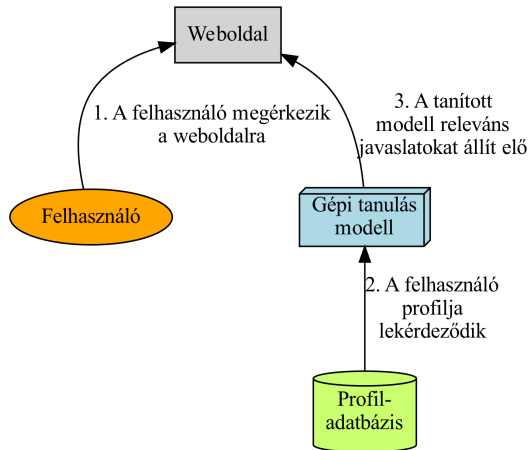 Weboldal
1. A felhasználó megérkezik
a weboldalra
3. A tanított
modell releváns
javaslatokat állít elő
Felhasználó
Gépi tanulás
modell
2. A felhasználó
profilja
lekérdeződik
Profil-
adatbázis